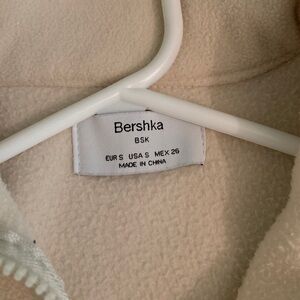 Bershka
BSK
EUR S USA S MEX 26
MADE IN CHINA